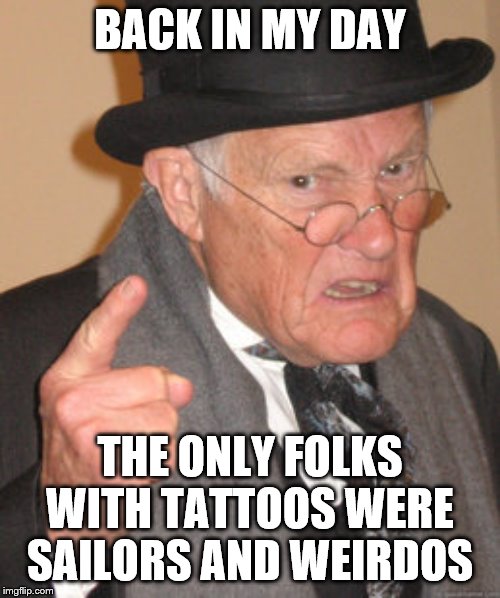 BACK IN MY DAY
THE ONLY FOLKS
WITH TATTOOS WERE
SAILORS AND WEIRDOS
imgflip.com